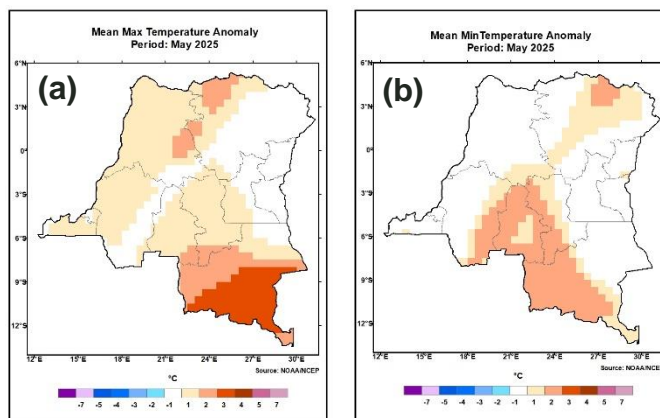 Mean Max Temperature Anomaly
Period: May 2025
(a)
6°N
3°N
0°
3°S
6°S
9°S
12°S
12°E
15°E
18°E
21°E
24°E
27°E
30°E
Source: NOAA/NCEP
°C
-7 -5 -4 -3 -2 -1 1 2 3 4 5 7
Mean MinTemperature Anomaly
Period: May 2025
(b)
6°N
3°N
0°
3°S
6°S
9°S
12°S
12°E
15°E
18°E
21°E
24°E
27°E
30°E
Source: NOAA/NCEP
°C
-7 -5 -4 -3 -2 -1 1 2 3 4 5 7